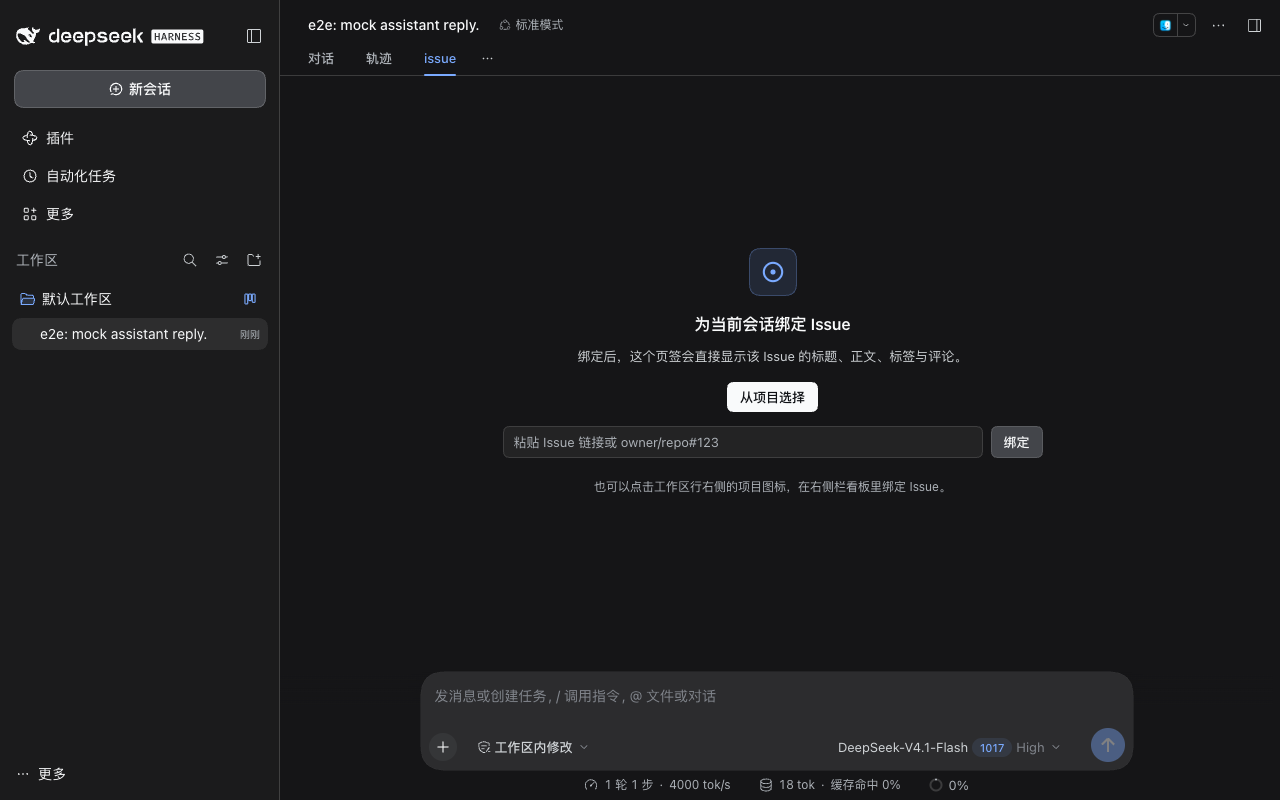 deepseek HARNESS
新会话
插件
自动化任务
更多
工作区
默认工作区
e2e: mock assistant reply. 刚刚
··· 更多
e2e: mock assistant reply. 标准模式
对话 轨迹 issue ···
为当前会话绑定 Issue
绑定后，这个页签会直接显示该 Issue 的标题、正文、标签与评论。
从项目选择
粘贴 Issue 链接或 owner/repo#123 绑定
也可以点击工作区行右侧的项目图标，在右侧栏看板里绑定 Issue。
发消息或创建任务, / 调用指令, @ 文件或对话
工作区内修改 DeepSeek-V4.1-Flash 1017 High
1 轮 1 步 · 4000 tok/s 18 tok · 缓存命中 0% 0%